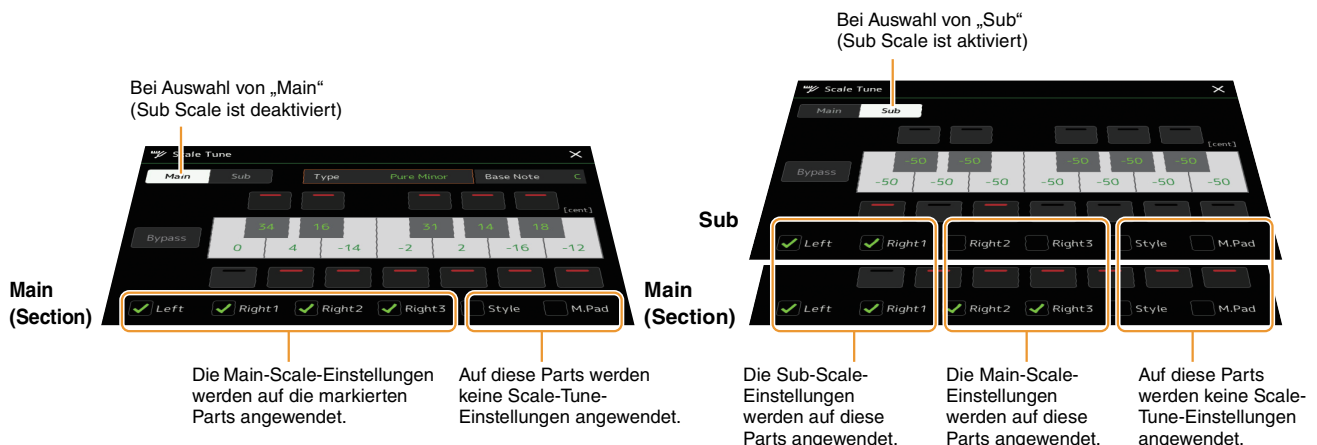 Bei Auswahl von „Main“
(Sub Scale ist deaktiviert)
Scale Tune
Main Sub Type Pure Minor Base Note C
[cent]
34 16 31 14 18
Bypass
0 4 -14 -2 2 -16 -12
Main
(Section)
Left Right1 Right2 Right3 Style M.Pad
Die Main-Scale-Einstellungen
werden auf die markierten
Parts angewendet.
Auf diese Parts werden
keine Scale-Tune-
Einstellungen angewendet.
Bei Auswahl von „Sub“
(Sub Scale ist aktiviert)
Scale Tune
Main Sub
[cent]
-50 -50 -50 -50 -50
Bypass
-50 -50 -50 -50 -50 -50 -50
Sub
Left Right1 Right2 Right3 Style M.Pad
Main
(Section)
Left Right1 Right2 Right3 Style M.Pad
Die Sub-Scale-
Einstellungen
werden auf diese
Parts angewendet.
Die Main-Scale-
Einstellungen
werden auf diese
Parts angewendet.
Auf diese Parts
werden keine Scale-
Tune-Einstellungen
angewendet.